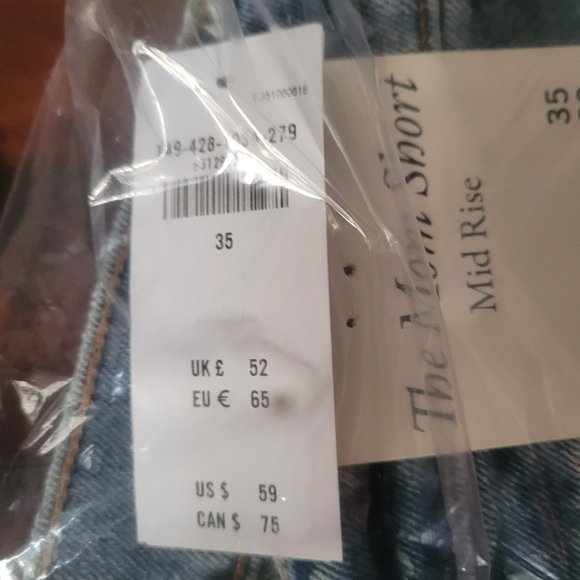 35
UK £ 52
EU € 65
US $ 59
CAN $ 75
The Mom Short
Mid Rise
35